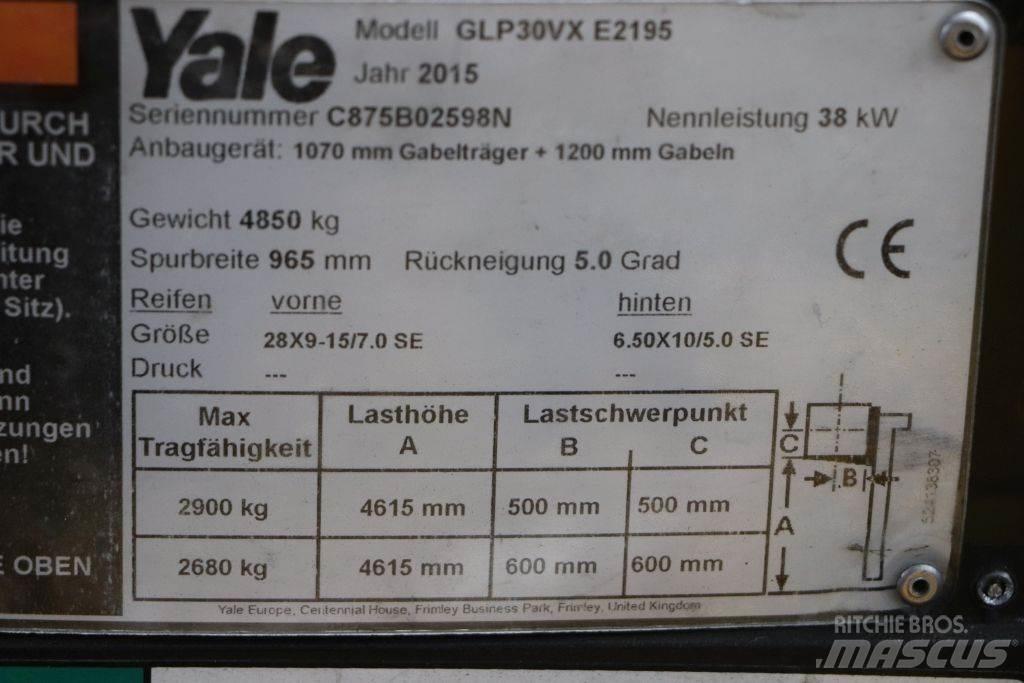 Yale
Modell GLP30VX E2195
Jahr 2015
Seriennummer C875B02598N Nennleistung 38 kW
Anbaugerät: 1070 mm Gabelträger + 1200 mm Gabeln
Gewicht 4850 kg
Spurbreite 965 mm Rückneigung 5.0 Grad
CE
Reifen vorne hinten
Größe 28X9-15/7.0 SE 6.50X10/5.0 SE
Druck --- ---
Max Lasthöhe Lastschwerpunkt
Tragfähigkeit A B C
2900 kg 4615 mm 500 mm 500 mm
2680 kg 4615 mm 600 mm 600 mm
C
B
A
Yale Europe, Centennial House, Frimley Business Park, Frimley, United Kingdom
URCH
R UND
ie
itung
nter
Sitz).
nd
nn
zungen
en!
E OBEN
RITCHIE BROS.
MASCUS